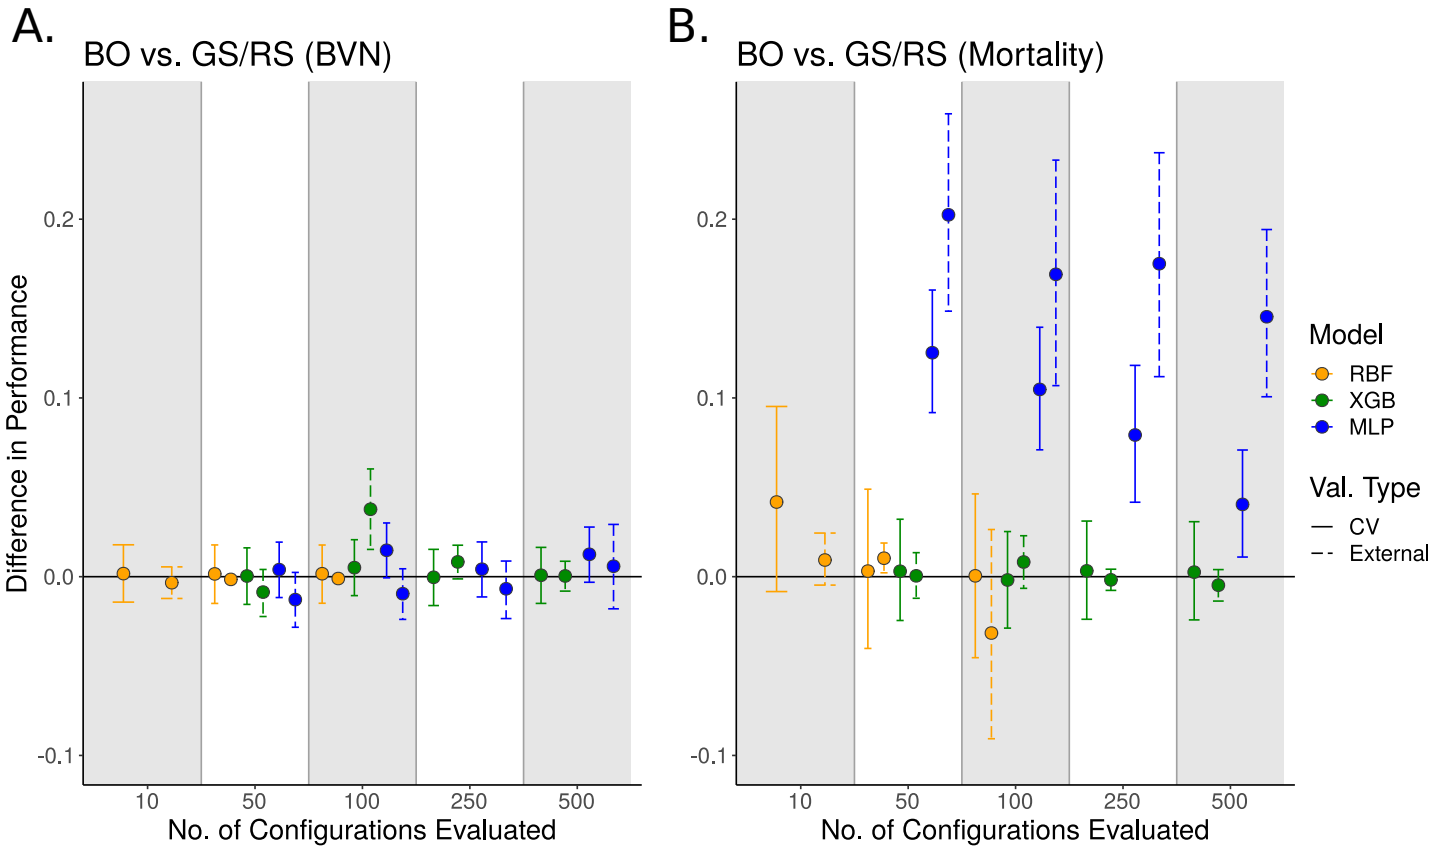 A.
BO vs. GS/RS (BVN)
Difference in Performance
0.2
0.1
0.0
-0.1
10 50 100 250 500
No. of Configurations Evaluated
B.
BO vs. GS/RS (Mortality)
0.2
0.1
0.0
-0.1
10 50 100 250 500
No. of Configurations Evaluated
Model
RBF
XGB
MLP
Val. Type
CV
External